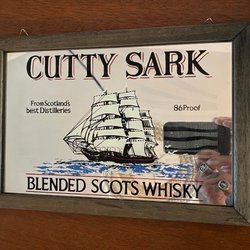 CUTTY SARK
From Scotland's
best Distilleries
86 Proof
BLENDED SCOTS WHISKY